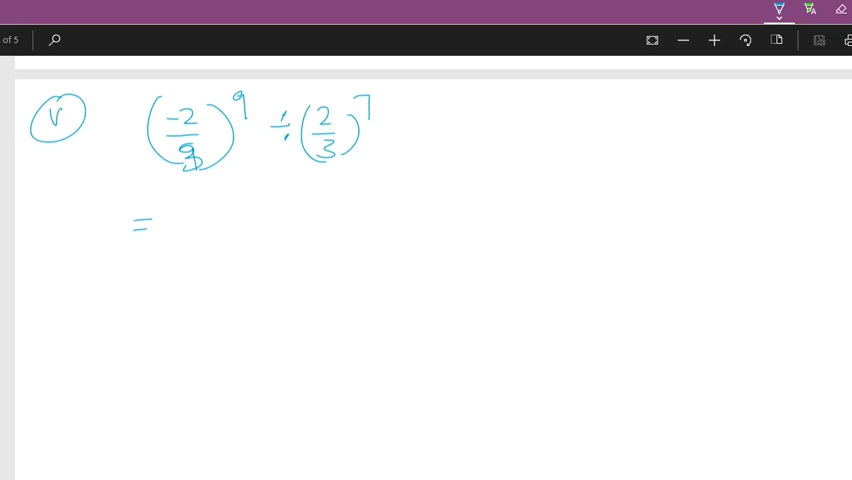 of 5
(v) (-2/3)^9 ÷ (2/3)^7
=